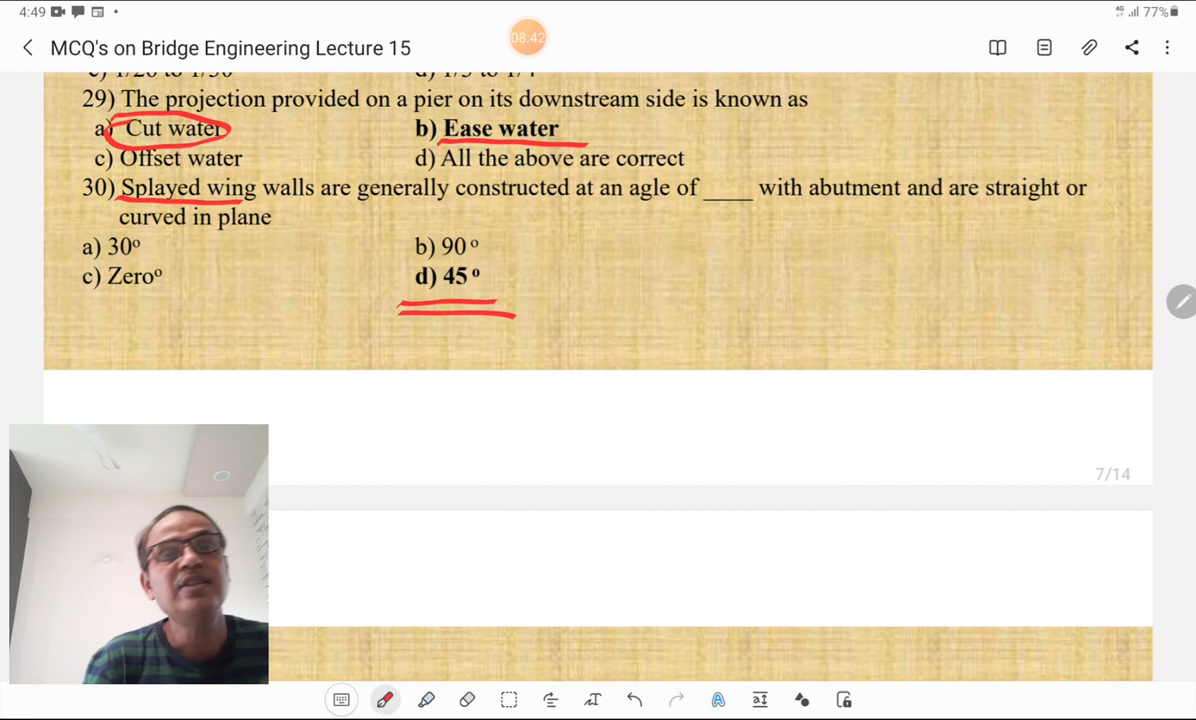 4:49
4G
77%
MCQ's on Bridge Engineering Lecture 15
08:42
29) The projection provided on a pier on its downstream side is known as
a) Cut water b) Ease water
c) Offset water d) All the above are correct
30) Splayed wing walls are generally constructed at an agle of ____ with abutment and are straight or
curved in plane
a) 30º b) 90 º
c) Zeroº d) 45 º
7/14